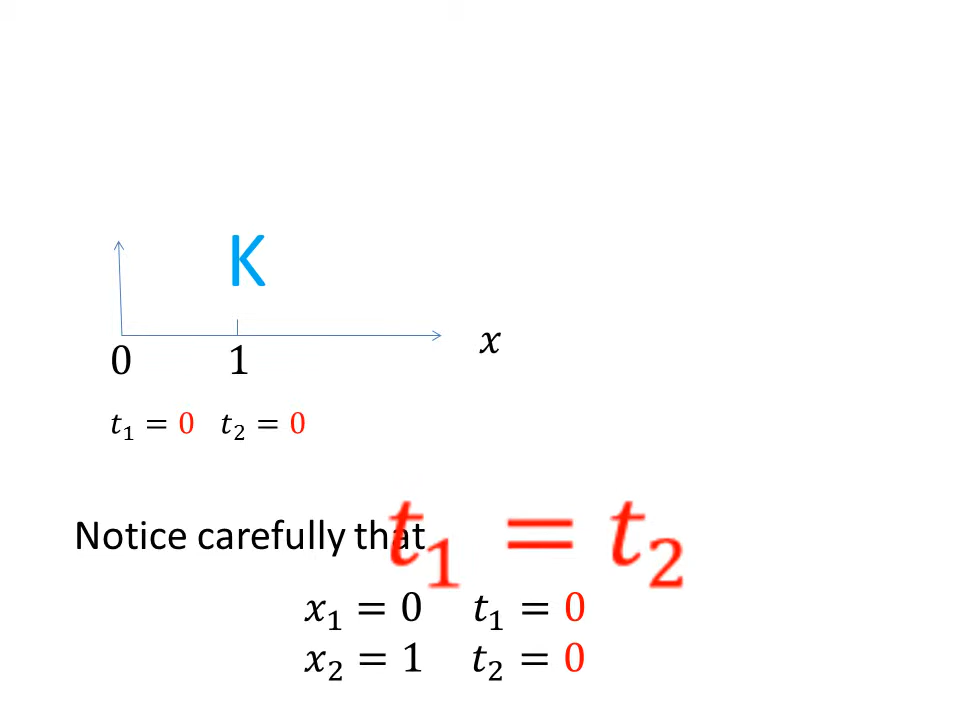 K
x
0 1
t₁ = 0 t₂ = 0
Notice carefully that t₁ = t₂
x₁ = 0 t₁ = 0
x₂ = 1 t₂ = 0